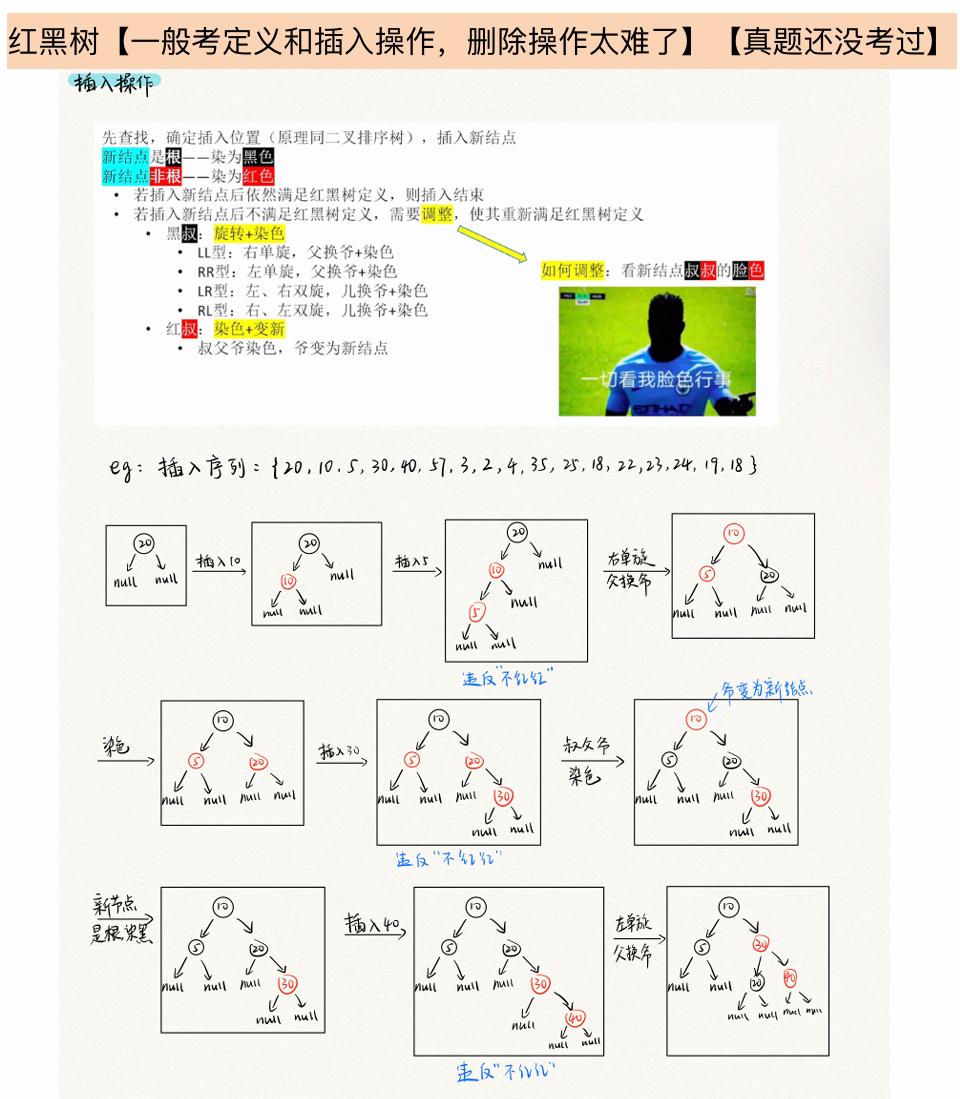 红黑树【一般考定义和插入操作，删除操作太难了】【真题还没考过】
插入操作
先查找，确定插入位置（原理同二叉排序树），插入新结点
新结点是根——染为黑色
新结点非根——染为红色
• 若插入新结点后依然满足红黑树定义，则插入结束
• 若插入新结点后不满足红黑树定义，需要调整，使其重新满足红黑树定义
• 黑叔：旋转+染色
• LL型：右单旋，父换爷+染色
• RR型：左单旋，父换爷+染色
• LR型：左、右双旋，儿换爷+染色
• RL型：右、左双旋，儿换爷+染色
• 红叔：染色+变新
• 叔父爷染色，爷变为新结点
如何调整：看新结点叔叔的脸色
一切看我脸色行事
ETIHAD
eg：插入序列={20,10,5,30,40,57,3,2,4,35,25,18,22,23,24,19,18}
20
null null
插入10
20
10 null
null null
插入5
20
10 null
5 null
null null
违反"不红红"
右单旋
父换爷
10
5 20
null null null null
染色
10
5 20
null null null null
插入30
10
5 20
null null null 30
null null
违反"不红红"
叔父爷
染色
爷变为新结点
10
5 20
null null null 30
null null
新节点
是根,染黑
10
5 20
null null null 30
null null
插入40
10
5 20
null null null 30
null 40
null null
违反"不红红"
左单旋
父换爷
10
5 30
null null 20 40
null null null null